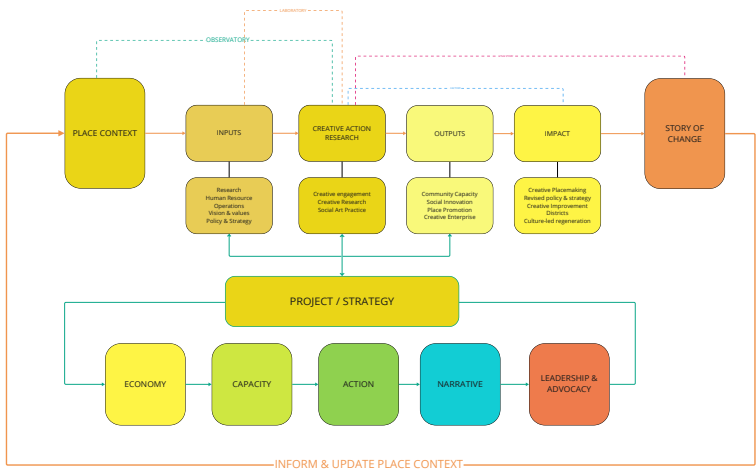 LABORATORY
OBSERVATORY
PLACE CONTEXT
INPUTS
CREATIVE ACTION
RESEARCH
OUTPUTS
IMPACT
STORY OF
CHANGE
Research
Human Resource
Operations
Vision & values
Policy & Strategy
Creative engagement
Creative Research
Social Art Practice
Community Capacity
Social Innovation
Place Promotion
Creative Enterprise
Creative Placemaking
Revised policy & strategy
Creative Improvement
Districts
Culture-led regeneration
PROJECT / STRATEGY
ECONOMY
CAPACITY
ACTION
NARRATIVE
LEADERSHIP &
ADVOCACY
INFORM & UPDATE PLACE CONTEXT